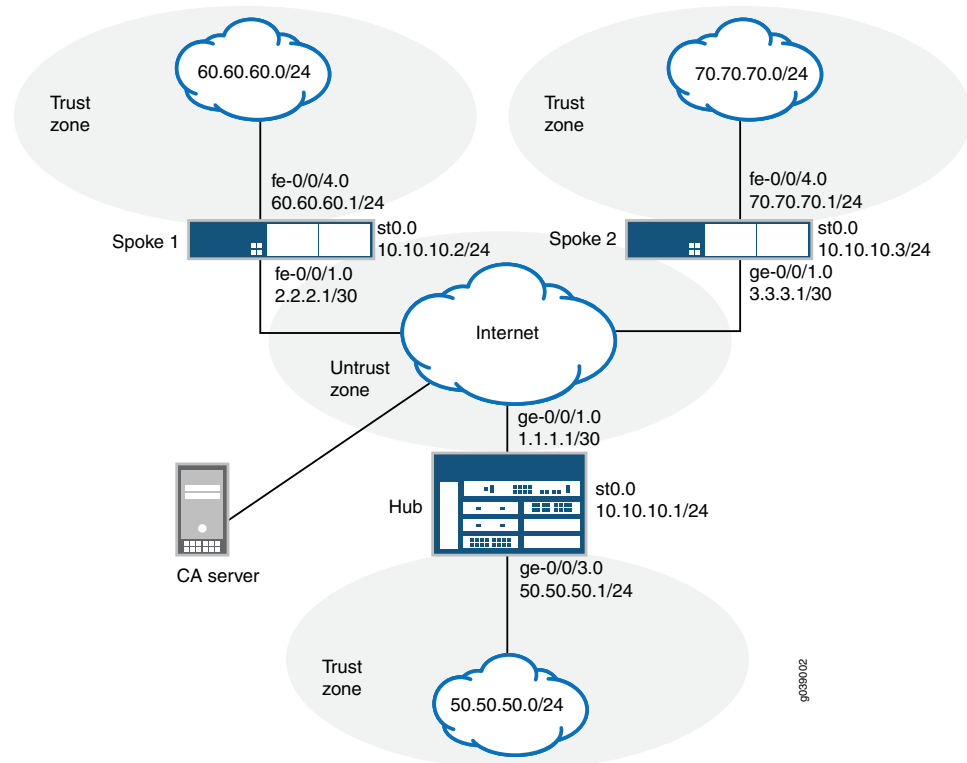 60.60.60.0/24
70.70.70.0/24
Trust
zone
Trust
zone
fe-0/0/4.0
60.60.60.1/24
fe-0/0/4.0
70.70.70.1/24
Spoke 1
st0.0
10.10.10.2/24
Spoke 2
st0.0
10.10.10.3/24
fe-0/0/1.0
2.2.2.1/30
ge-0/0/1.0
3.3.3.1/30
Internet
Untrust
zone
ge-0/0/1.0
1.1.1.1/30
Hub
st0.0
10.10.10.1/24
CA server
ge-0/0/3.0
50.50.50.1/24
Trust
zone
50.50.50.0/24
g039002